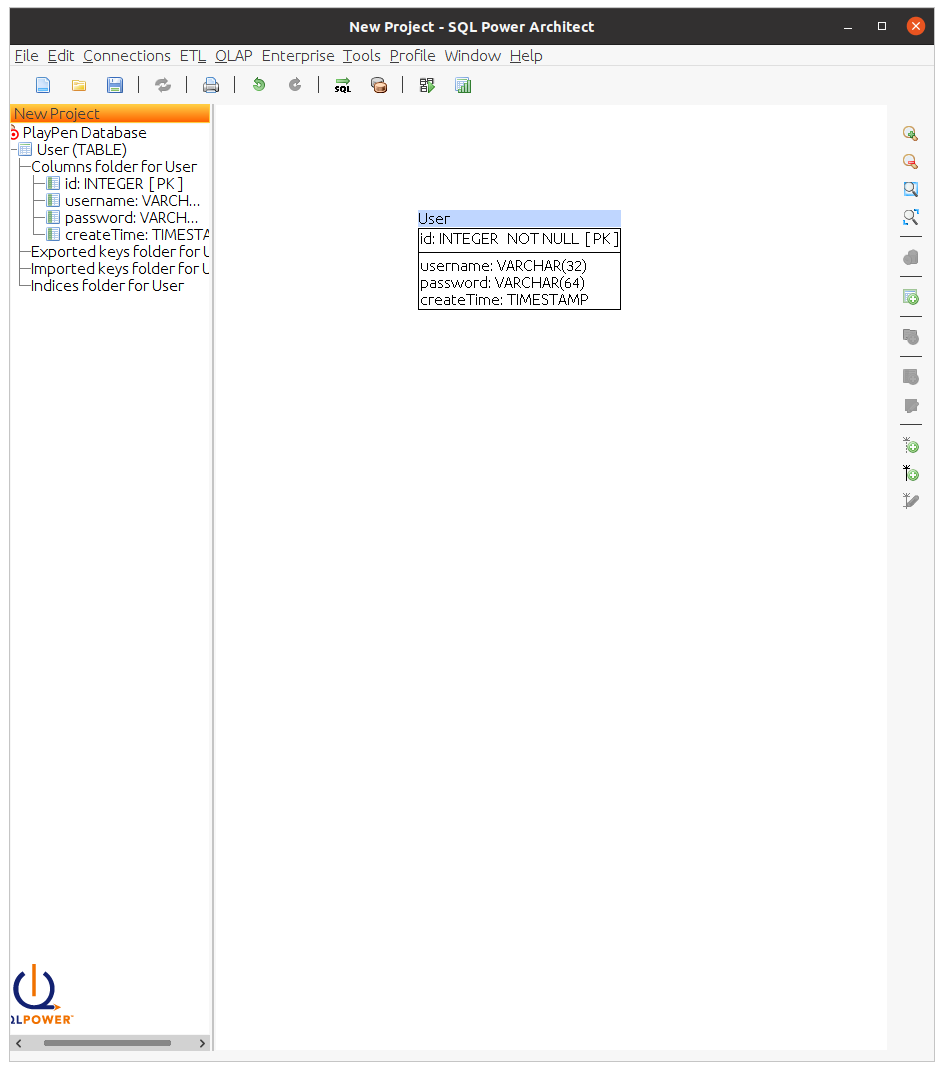 New Project - SQL Power Architect
File Edit Connections ETL OLAP Enterprise Tools Profile Window Help
SQL
New Project
PlayPen Database
User (TABLE)
Columns folder for User
id: INTEGER [ PK ]
username: VARCH...
password: VARCH...
createTime: TIMESTA
Exported keys folder for U
Imported keys folder for U
Indices folder for User
User
id: INTEGER NOT NULL [ PK ]
username: VARCHAR(32)
password: VARCHAR(64)
createTime: TIMESTAMP
QLPOWER